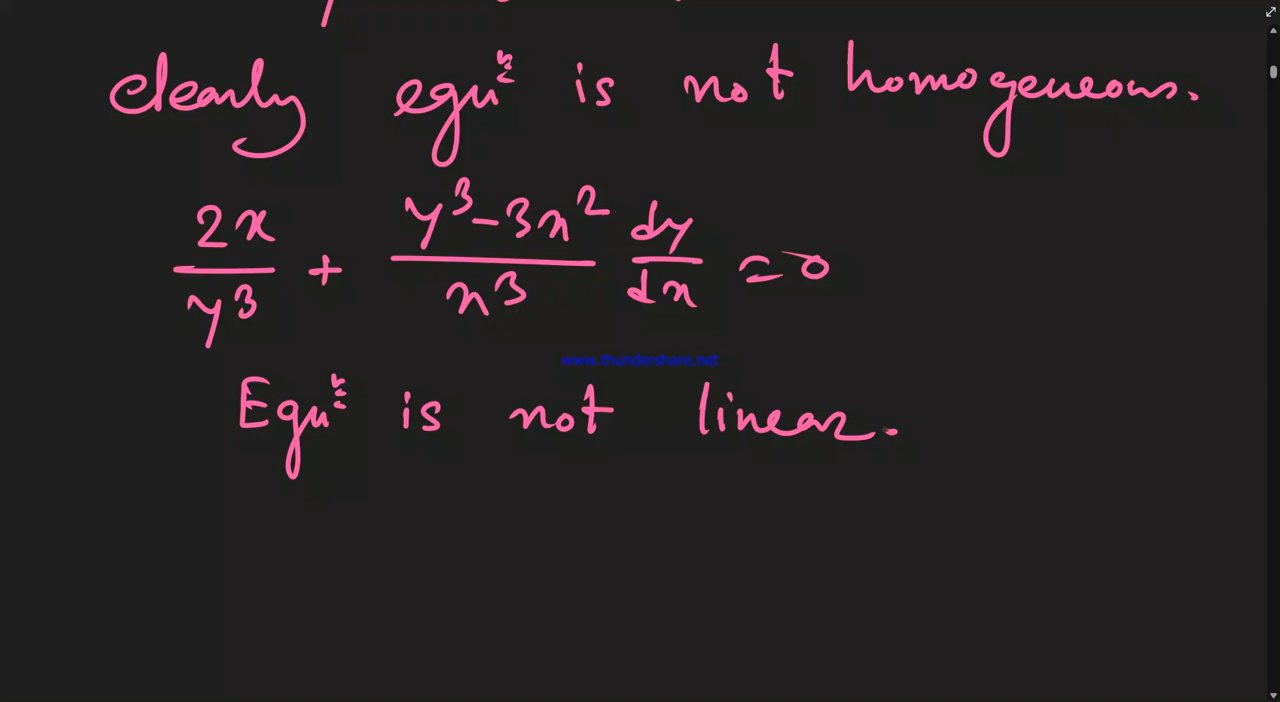 clearly equⁿ is not homogeneous.
2x/y³ + (y³-3x²)/x³ dy/dx = 0
www.thundershare.net
Equⁿ is not linear.